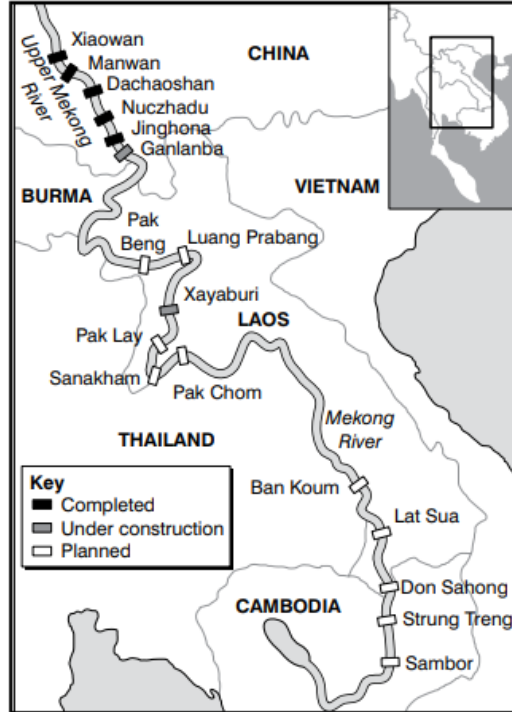 Xiaowan
Manwan
CHINA
Dachaoshan
Upper Mekong
River
Nuczhadu
Jinghona
Ganlanba
BURMA
VIETNAM
Pak
Beng
Luang Prabang
Xayaburi
LAOS
Pak Lay
Sanakham
Pak Chom
Mekong
River
THAILAND
Key
Completed
Under construction
Planned
Ban Koum
Lat Sua
Don Sahong
CAMBODIA
Strung Treng
Sambor